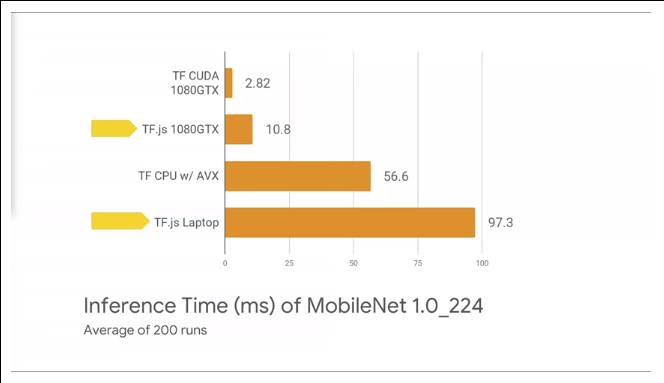 TF CUDA
1080GTX
2.82
TF.js 1080GTX
10.8
TF CPU w/ AVX
56.6
TF.js Laptop
97.3
0 25 50 75 100
Inference Time (ms) of MobileNet 1.0_224
Average of 200 runs